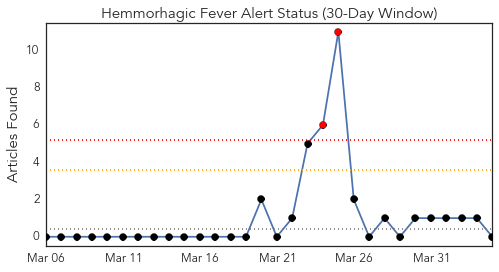 Hemmorhagic Fever Alert Status (30-Day Window)
Articles Found
10
8
6
4
2
0
Mar 06 Mar 11 Mar 16 Mar 21 Mar 26 Mar 31